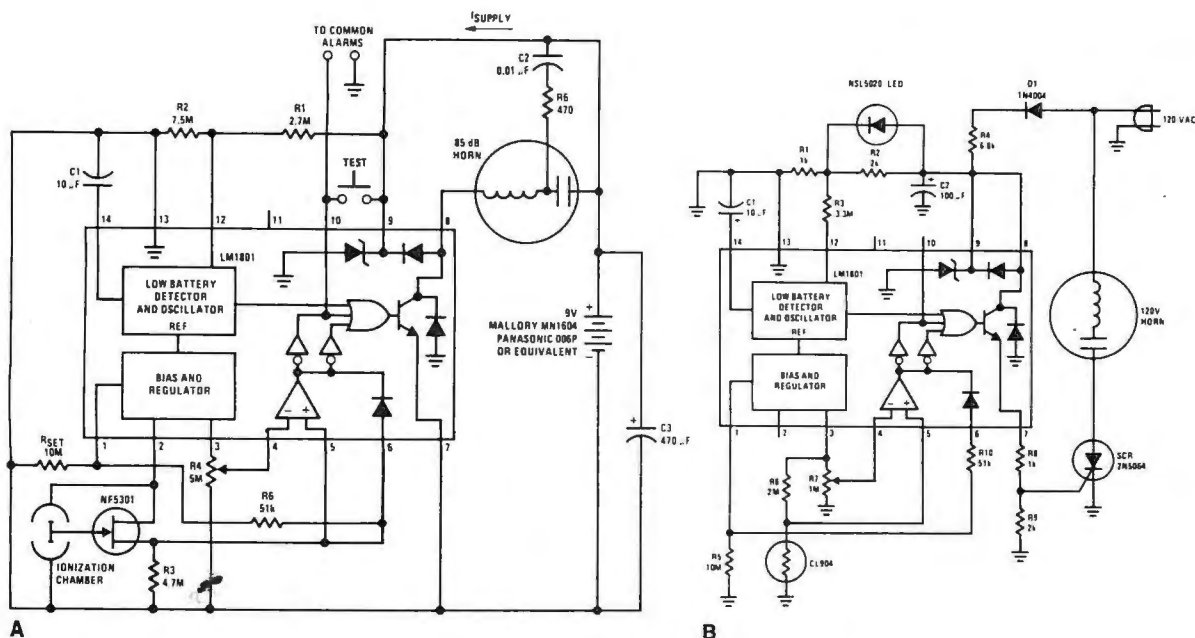 A
ISUPPLY
TO COMMON
ALARMS
C2
0.01 µF
R6
470
R2
7.5M
R1
2.7M
85 dB
HORN
TEST
C1
10 µF
14
13
12
11
10
9
8
LM1801
LOW BATTERY
DETECTOR
AND OSCILLATOR
REF
BIAS AND
REGULATOR
9V
MALLORY MN1604
PANASONIC 006P
OR EQUIVALENT
C3
470 µF
1
2
3
4
5
6
7
RSET
10M
R4
5M
NF5301
R6
51k
IONIZATION
CHAMBER
R3
4.7M
B
NSL5020 LED
D1
1N4004
120 VAC
R4
R1
1k
R2
2k
C2
100 µF
C1
10 µF
R3
3.3M
14
13
12
11
10
9
8
LM1801
LOW BATTERY
DETECTOR
AND OSCILLATOR
REF
BIAS AND
REGULATOR
120V
HORN
1
2
3
4
5
6
7
R10
51k
R8
1k
SCR
2N5064
R6
2M
R7
1M
R9
2k
R5
10M
CL904